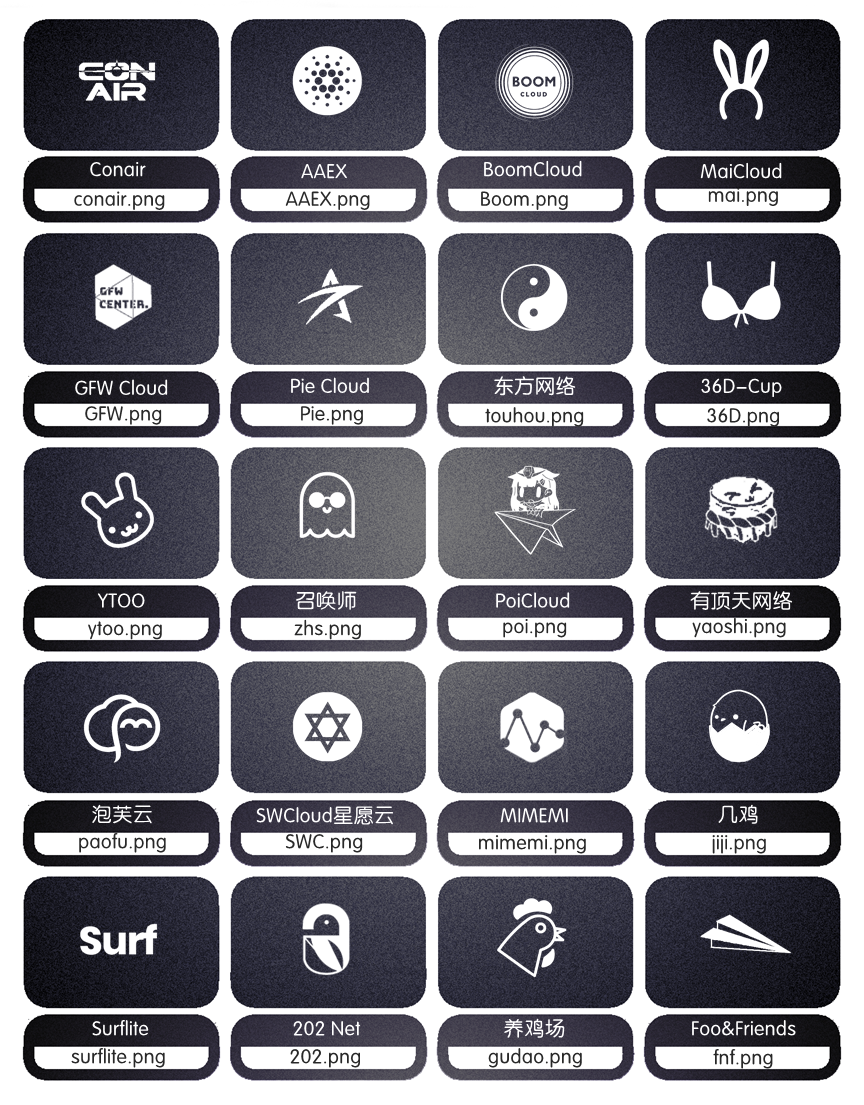 CON
AIR
BOOM
CLOUD
Conair
AAEX
BoomCloud
MaiCloud
conair.png
AAEX.png
Boom.png
mai.png
GFW
CENTER.
GFW Cloud
Pie Cloud
东方网络
36D-Cup
GFW.png
Pie.png
touhou.png
36D.png
YTOO
召唤师
PoiCloud
有顶天网络
ytoo.png
zhs.png
poi.png
yaoshi.png
泡芙云
SWCloud星愿云
MIMEMI
几鸡
paofu.png
SWC.png
mimemi.png
jiji.png
Surf
Surflite
202 Net
养鸡场
Foo&Friends
surflite.png
202.png
gudao.png
fnf.png